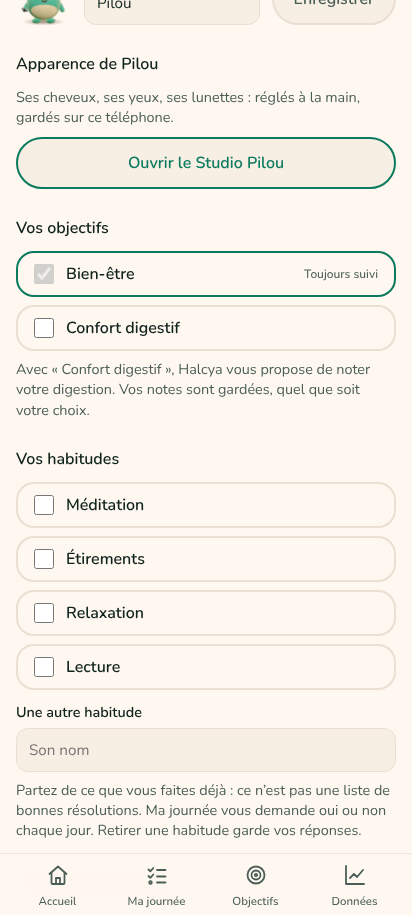 Pilou
Enregistrer
Apparence de Pilou
Ses cheveux, ses yeux, ses lunettes : réglés à la main,
gardés sur ce téléphone.
Ouvrir le Studio Pilou
Vos objectifs
Bien-être
Toujours suivi
Confort digestif
Avec « Confort digestif », Halcya vous propose de noter
votre digestion. Vos notes sont gardées, quel que soit
votre choix.
Vos habitudes
Méditation
Étirements
Relaxation
Lecture
Une autre habitude
Son nom
Partez de ce que vous faites déjà : ce n’est pas une liste de
bonnes résolutions. Ma journée vous demande oui ou non
chaque jour. Retirer une habitude garde vos réponses.
Accueil
Ma journée
Objectifs
Données